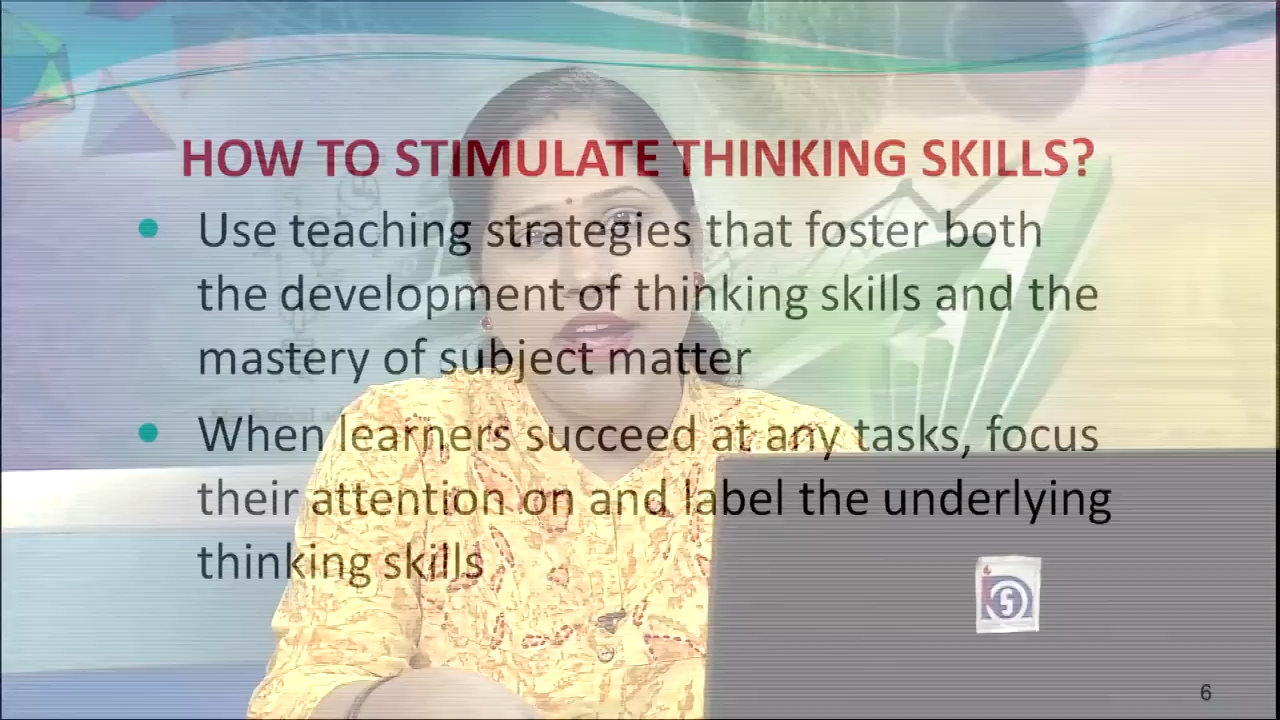 HOW TO STIMULATE THINKING SKILLS?
• Use teaching strategies that foster both
the development of thinking skills and the
mastery of subject matter
• When learners succeed at any tasks, focus
their attention on and label the underlying
thinking skills
6